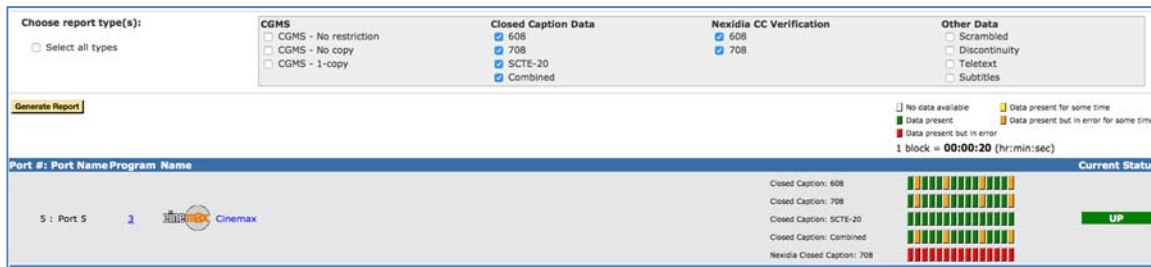 Choose report type(s):
Select all types
CGMS
CGMS - No restriction
CGMS - No copy
CGMS - 1-copy
Closed Caption Data
608
708
SCTE-20
Combined
Nexidia CC Verification
608
708
Other Data
Scrambled
Discontinuity
Teletext
Subtitles
Generate Report
No data available
Data present for some time
Data present
Data present but in error for some time
Data present but in error
1 block = 00:00:20 (hr:min:sec)
Port #: Port Name Program Name Current Statu
Closed Caption: 608
Closed Caption: 708
5 : Port 5 3 cinemax Cinemax Closed Caption: SCTE-20 UP
Closed Caption: Combined
Nexidia Closed Caption: 708